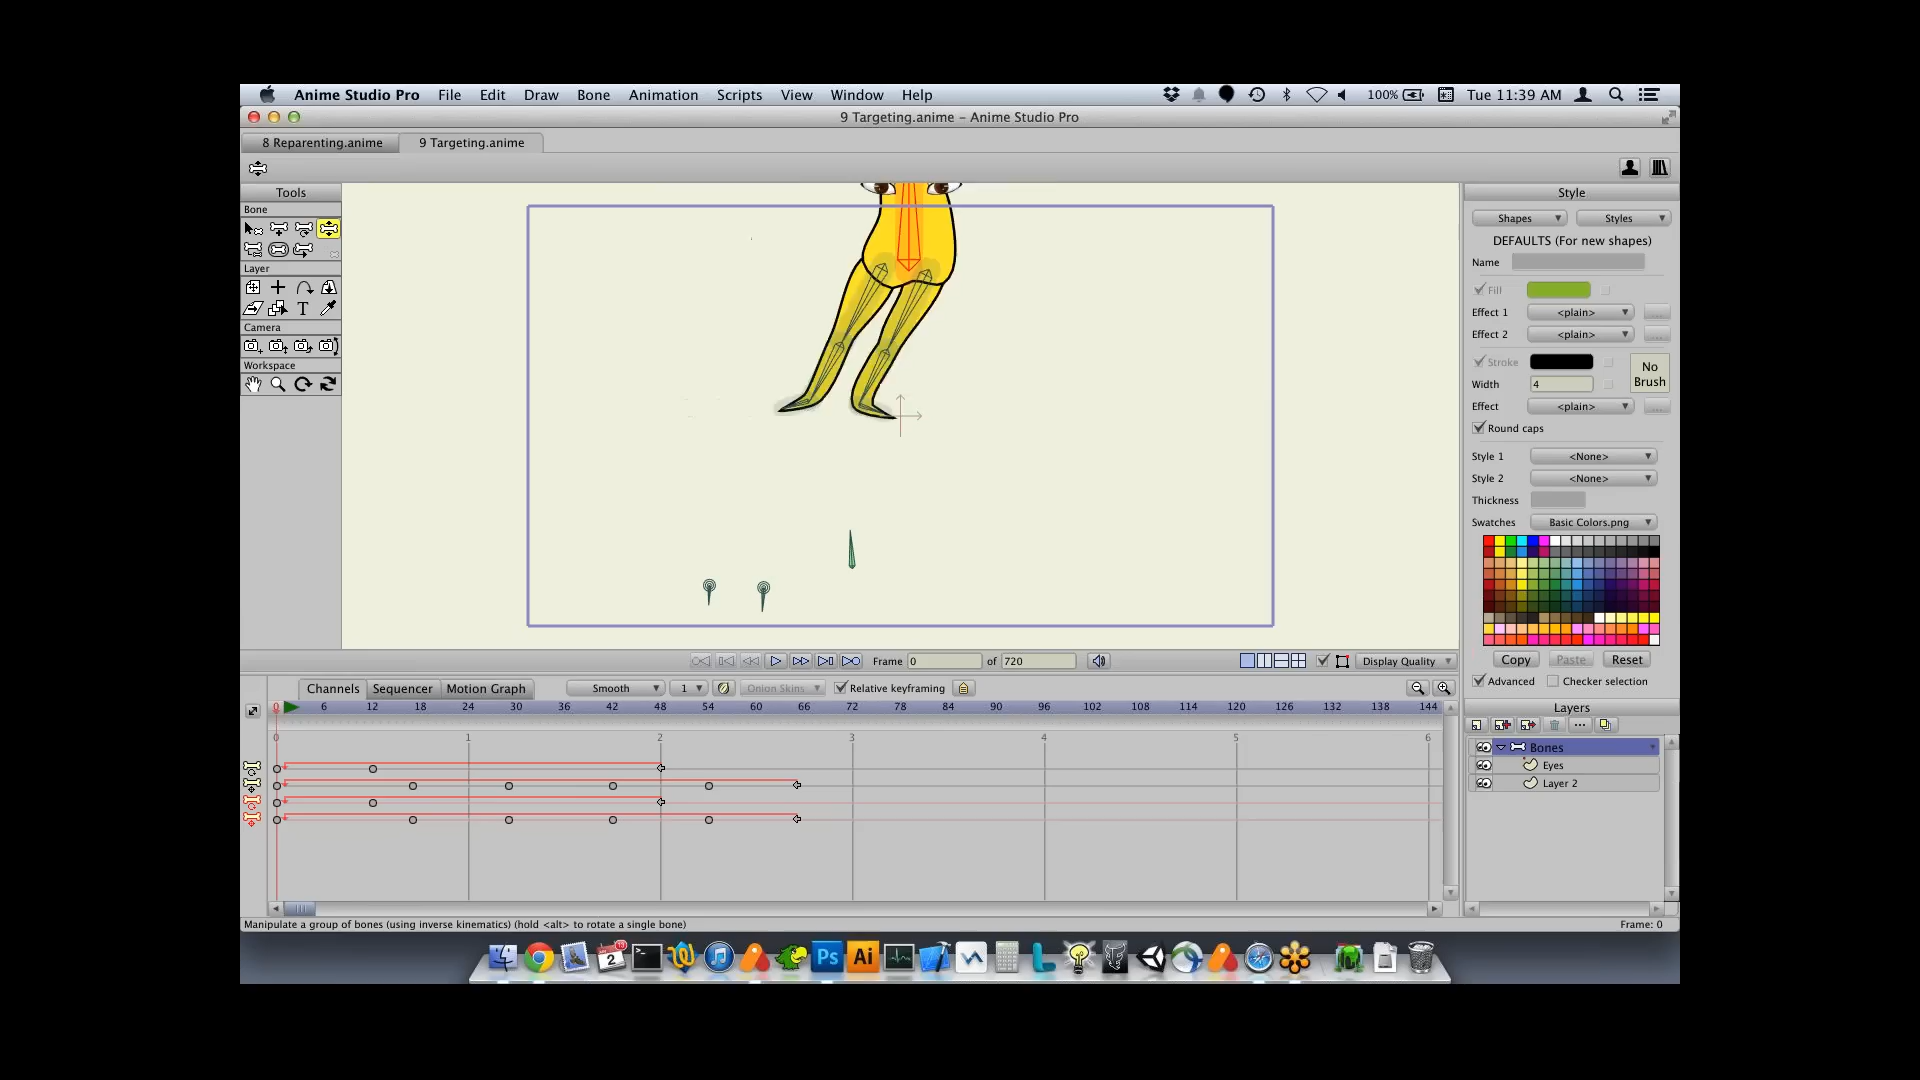 Anime Studio Pro File Edit Draw Bone Animation Scripts View Window Help 100% Tue 11:39 AM
9 Targeting.anime – Anime Studio Pro
8 Reparenting.anime 9 Targeting.anime
Tools
Bone
Layer
T
Camera
Workspace
Style
Shapes Styles
DEFAULTS (For new shapes)
Name
Fill
Effect 1 <plain> ...
Effect 2 <plain> ...
Stroke
No Brush
Width 4
Effect <plain> ...
Round caps
Style 1 <None>
Style 2 <None>
Thickness
Swatches Basic Colors.png
Copy Paste Reset
Advanced Checker selection
Frame 0 of 720 Display Quality
Channels Sequencer Motion Graph Smooth 1 Onion Skins Relative keyframing
0 6 12 18 24 30 36 42 48 54 60 66 72 78 84 90 96 102 108 114 120 126 132 138 144
0 1 2 3 4 5 6
Layers
Bones
Eyes
Layer 2
Manipulate a group of bones (using inverse kinematics) (hold <alt> to rotate a single bone) Frame: 0
13
2
Ps
Ai